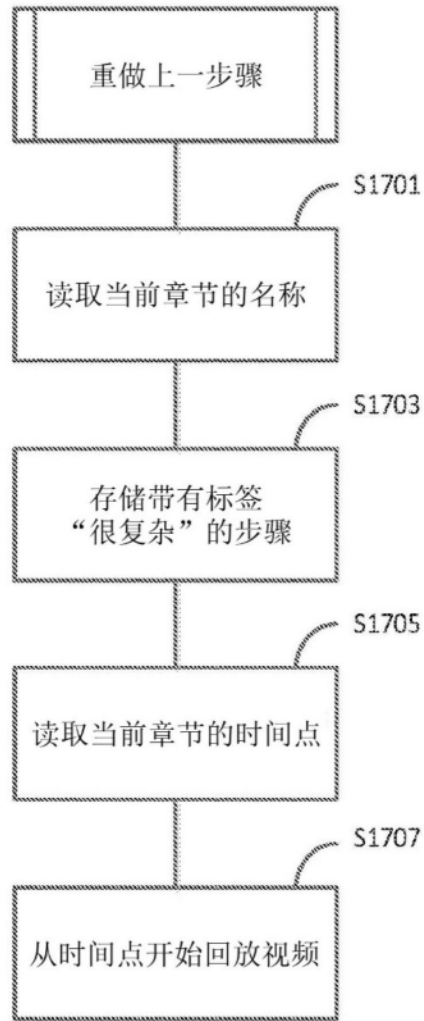 重做上一步骤
S1701
读取当前章节的名称
S1703
存储带有标签
“很复杂”的步骤
S1705
读取当前章节的时间点
S1707
从时间点开始回放视频